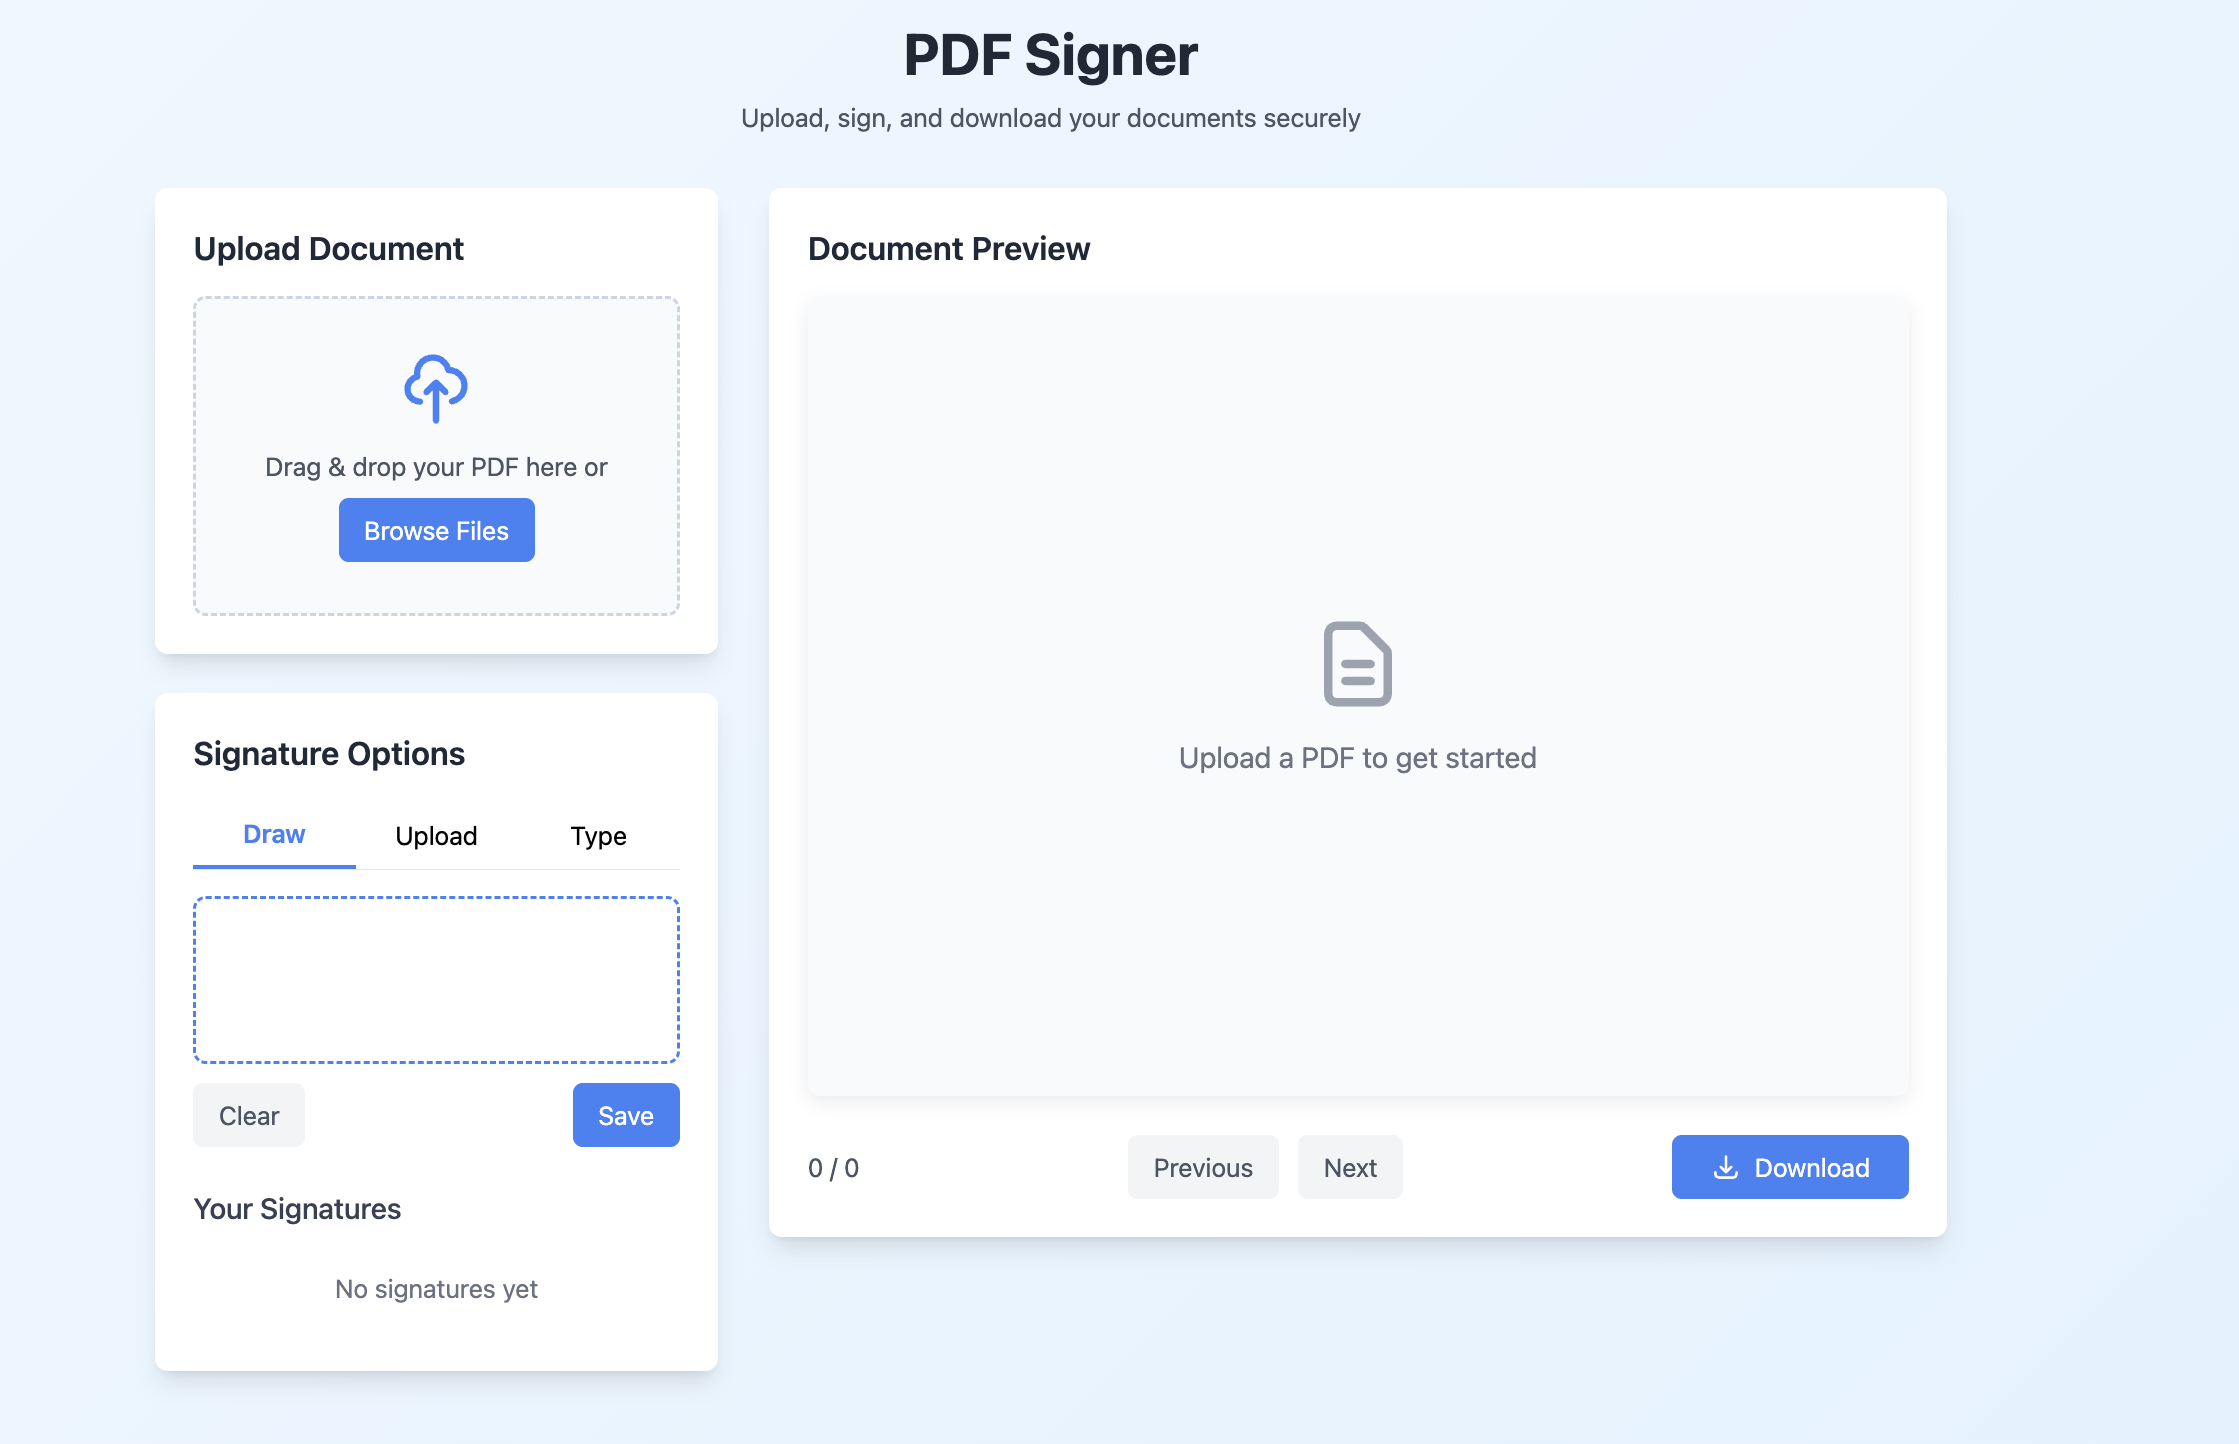 PDF Signer
Upload, sign, and download your documents securely
Upload Document
Drag & drop your PDF here or
Browse Files
Signature Options
Draw
Upload
Type
Clear
Save
Your Signatures
No signatures yet
Document Preview
Upload a PDF to get started
0 / 0
Previous
Next
Download